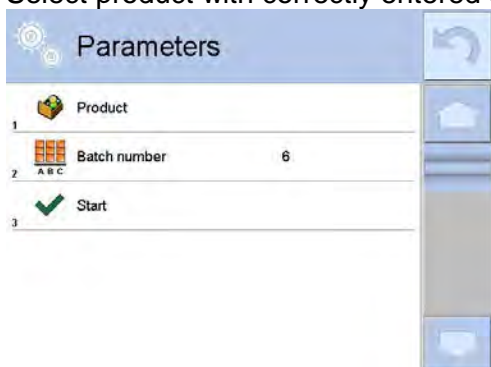 Select product with correctly entered
Parameters
1 Product
2 ABC Batch number 6
3 Start